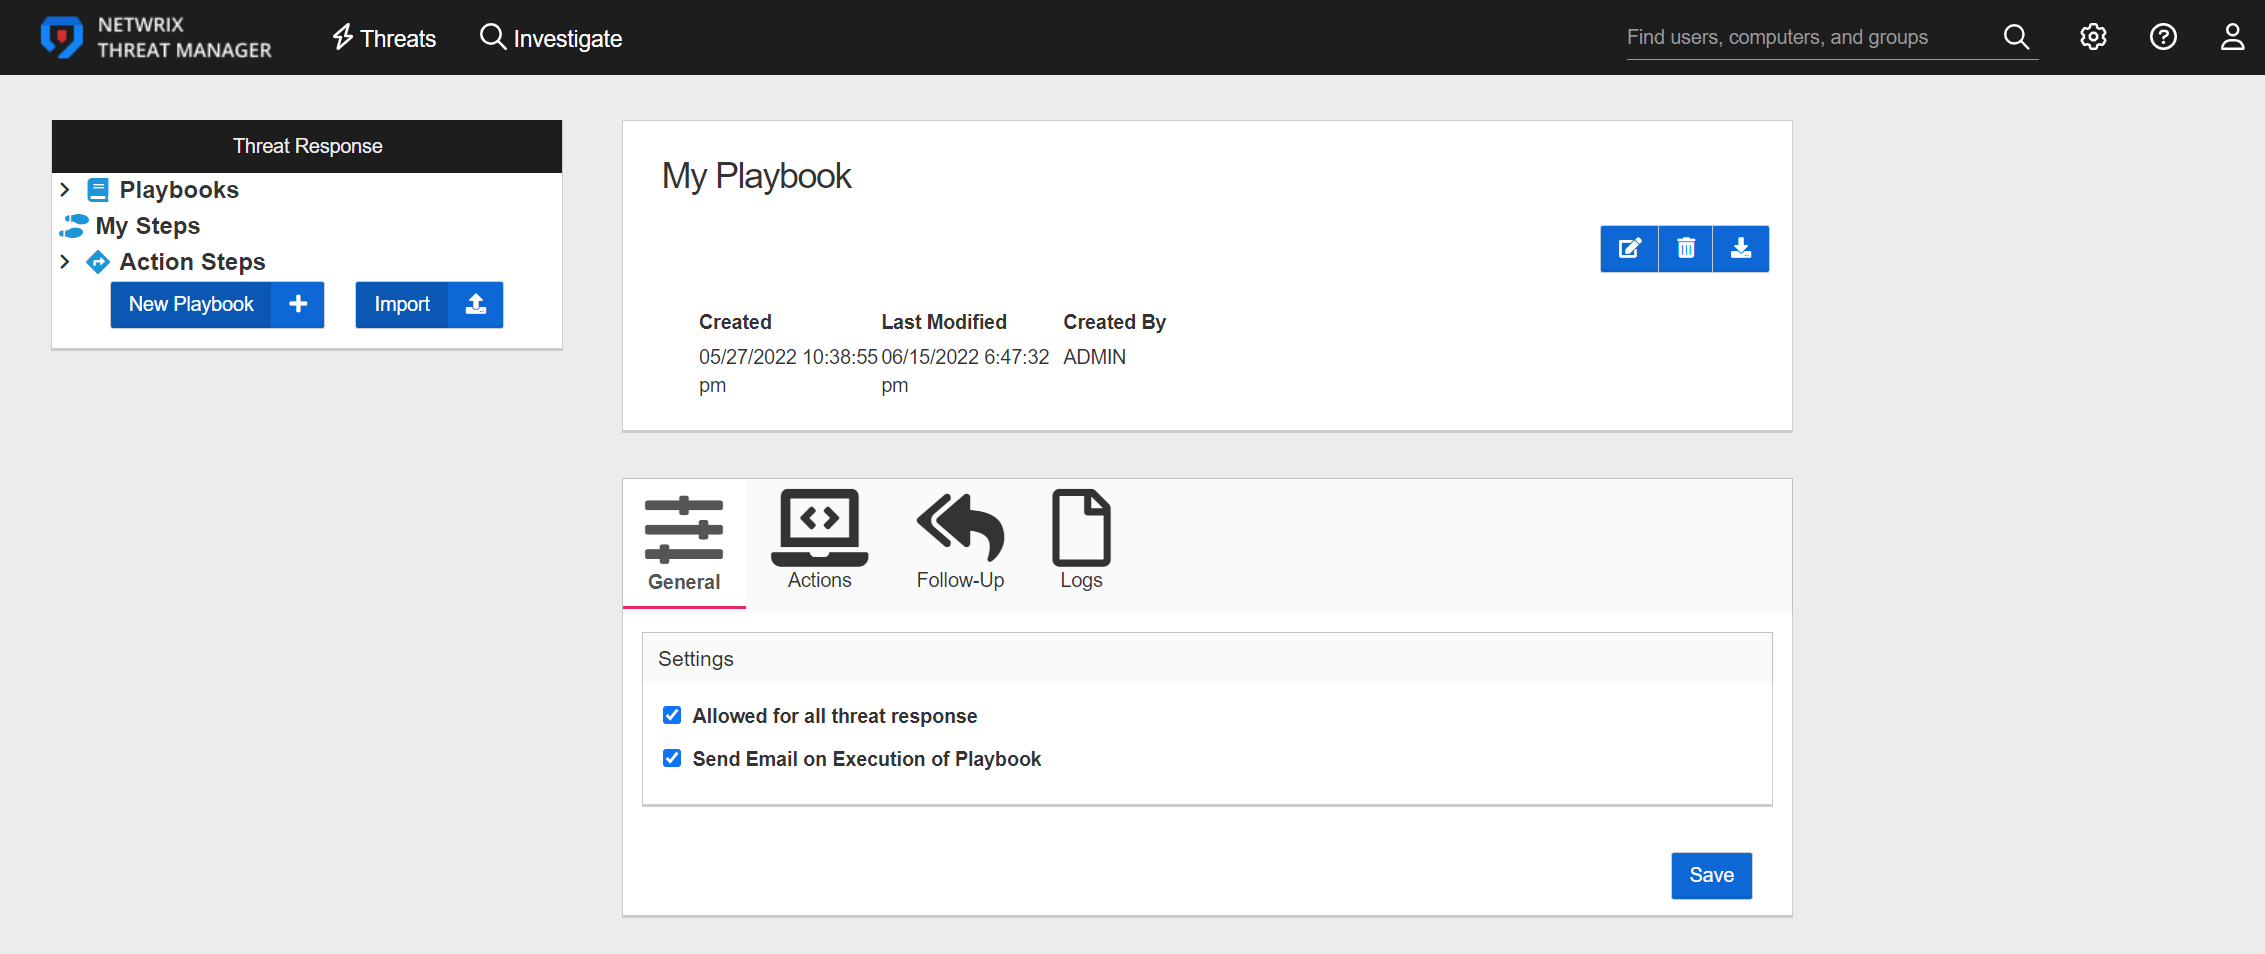 NETWRIX
THREAT MANAGER
Threats
Investigate
Find users, computers, and groups
Threat Response
Playbooks
My Steps
Action Steps
New Playbook
Import
My Playbook
Created
Last Modified
Created By
05/27/2022 10:38:55 pm
06/15/2022 6:47:32 pm
ADMIN
General
Actions
Follow-Up
Logs
Settings
Allowed for all threat response
Send Email on Execution of Playbook
Save